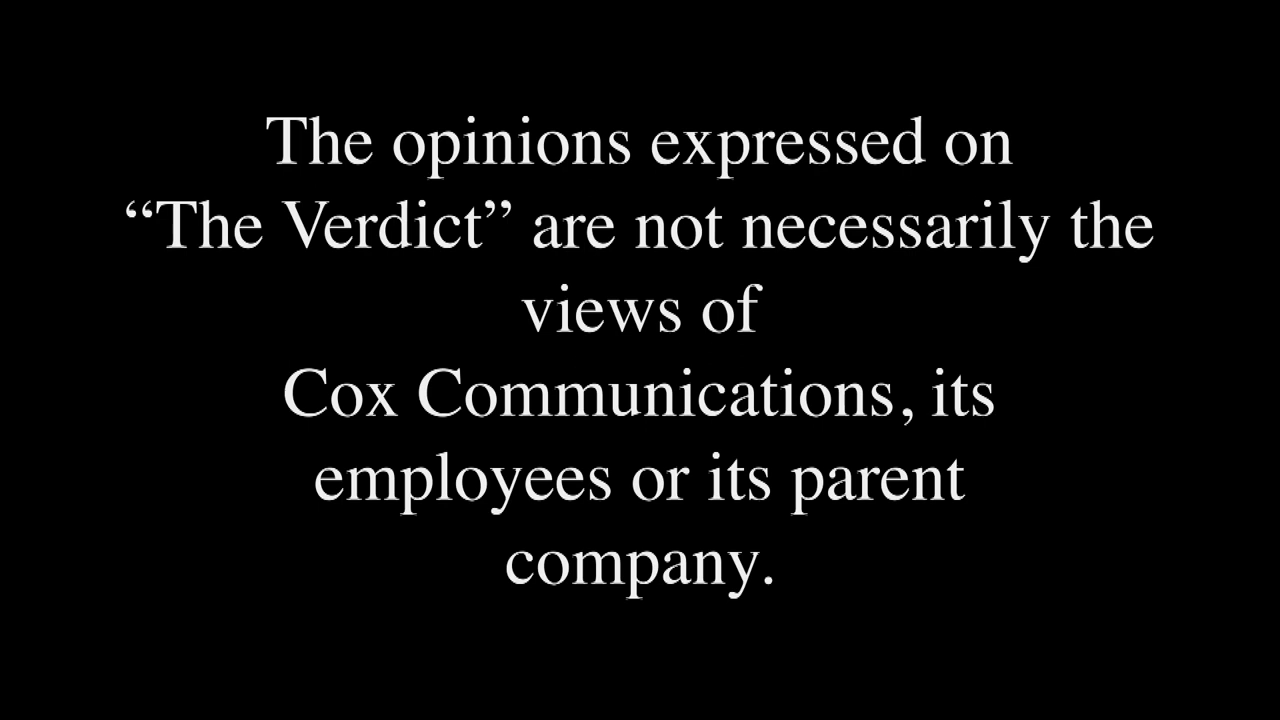 The opinions expressed on
“The Verdict” are not necessarily the
views of
Cox Communications, its
employees or its parent
company.